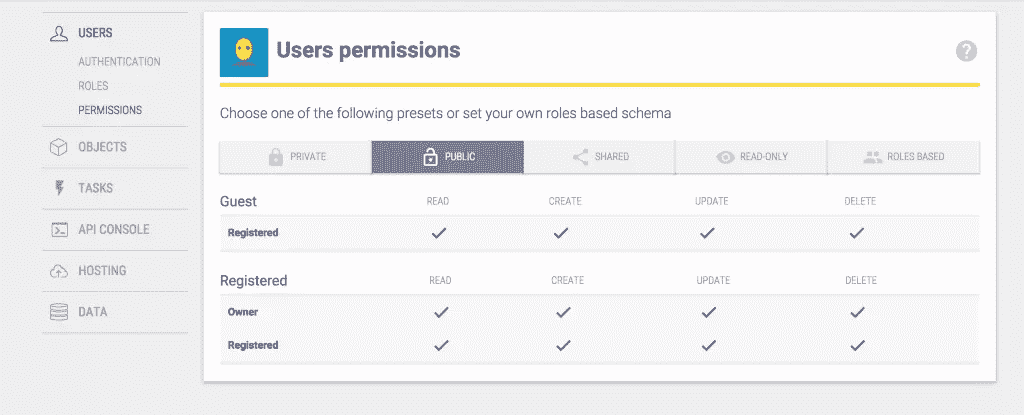 USERS
AUTHENTICATION
ROLES
PERMISSIONS
OBJECTS
TASKS
API CONSOLE
HOSTING
DATA
Users permissions
?
Choose one of the following presets or set your own roles based schema
PRIVATE PUBLIC SHARED READ-ONLY ROLES BASED
Guest READ CREATE UPDATE DELETE
Registered
Registered READ CREATE UPDATE DELETE
Owner
Registered